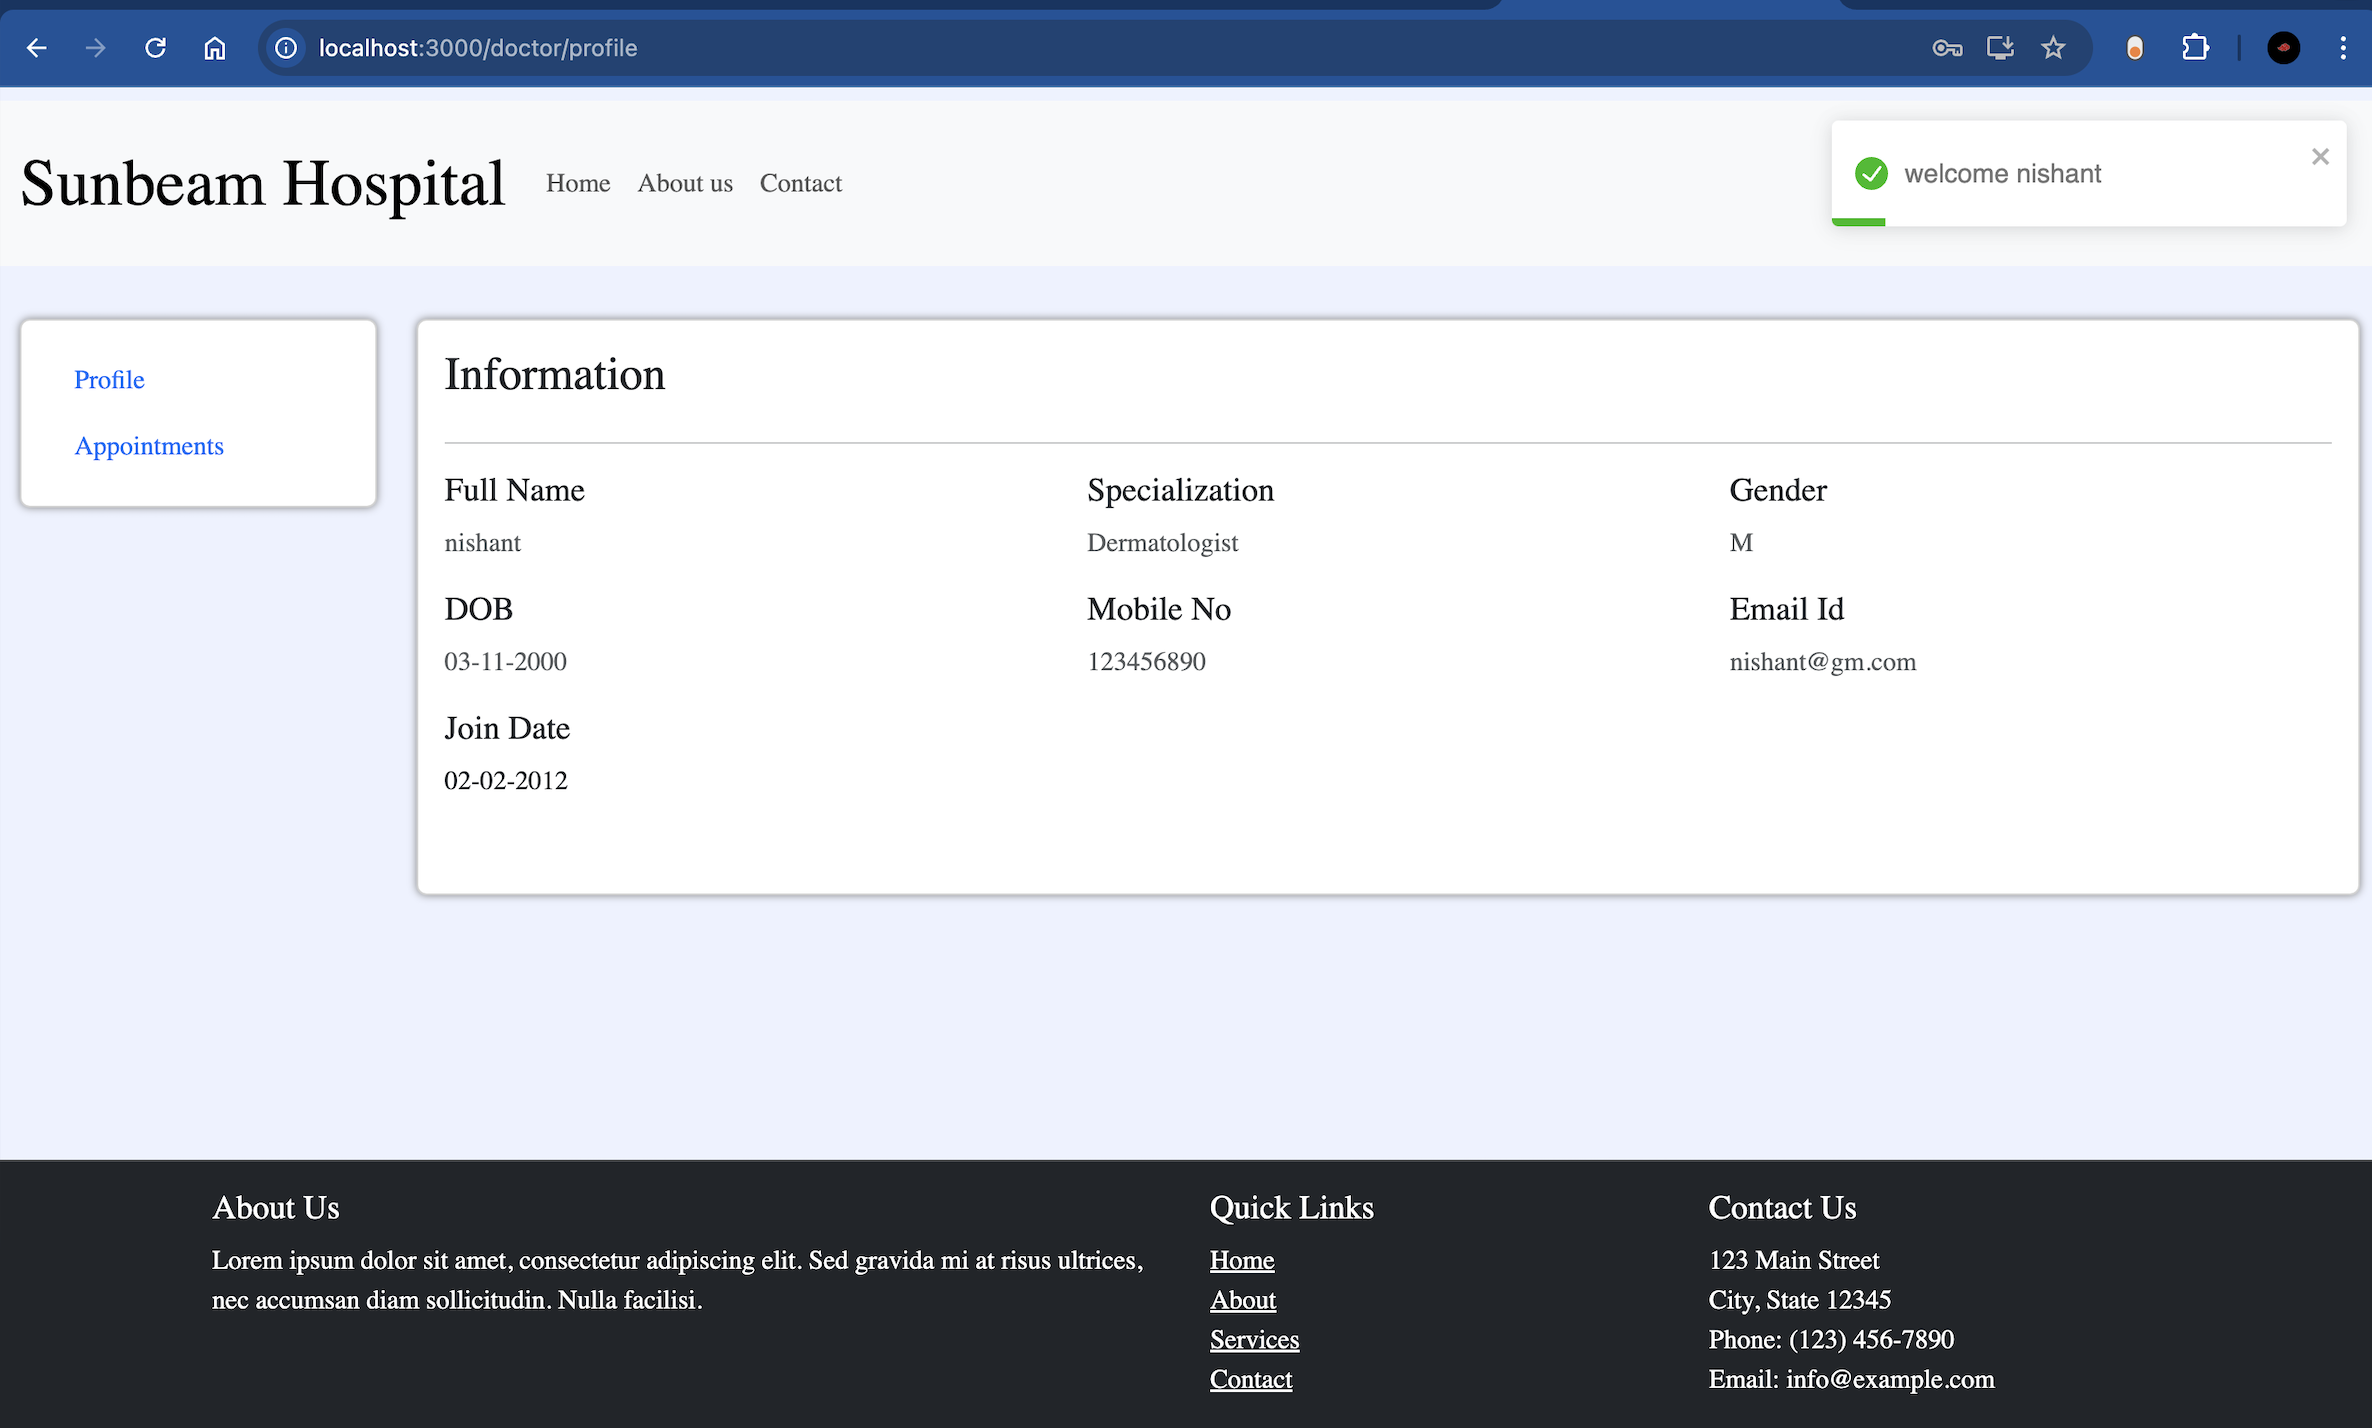 localhost:3000/doctor/profile
Sunbeam Hospital Home About us Contact
welcome nishant
Profile
Appointments
Information
Full Name Specialization Gender
nishant Dermatologist M
DOB Mobile No Email Id
03-11-2000 123456890 nishant@gm.com
Join Date
02-02-2012
About Us
Lorem ipsum dolor sit amet, consectetur adipiscing elit. Sed gravida mi at risus ultrices,
nec accumsan diam sollicitudin. Nulla facilisi.
Quick Links
Home
About
Services
Contact
Contact Us
123 Main Street
City, State 12345
Phone: (123) 456-7890
Email: info@example.com